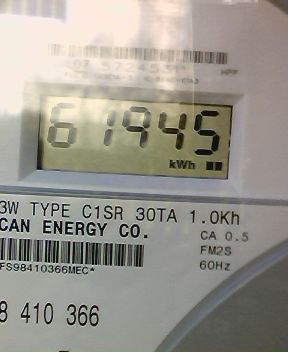 61945
kWh
3W TYPE C1SR 30TA 1.0Kh
CAN ENERGY CO.
CA 0.5
FM2S
60Hz
FS98410366MEC*
8 410 366